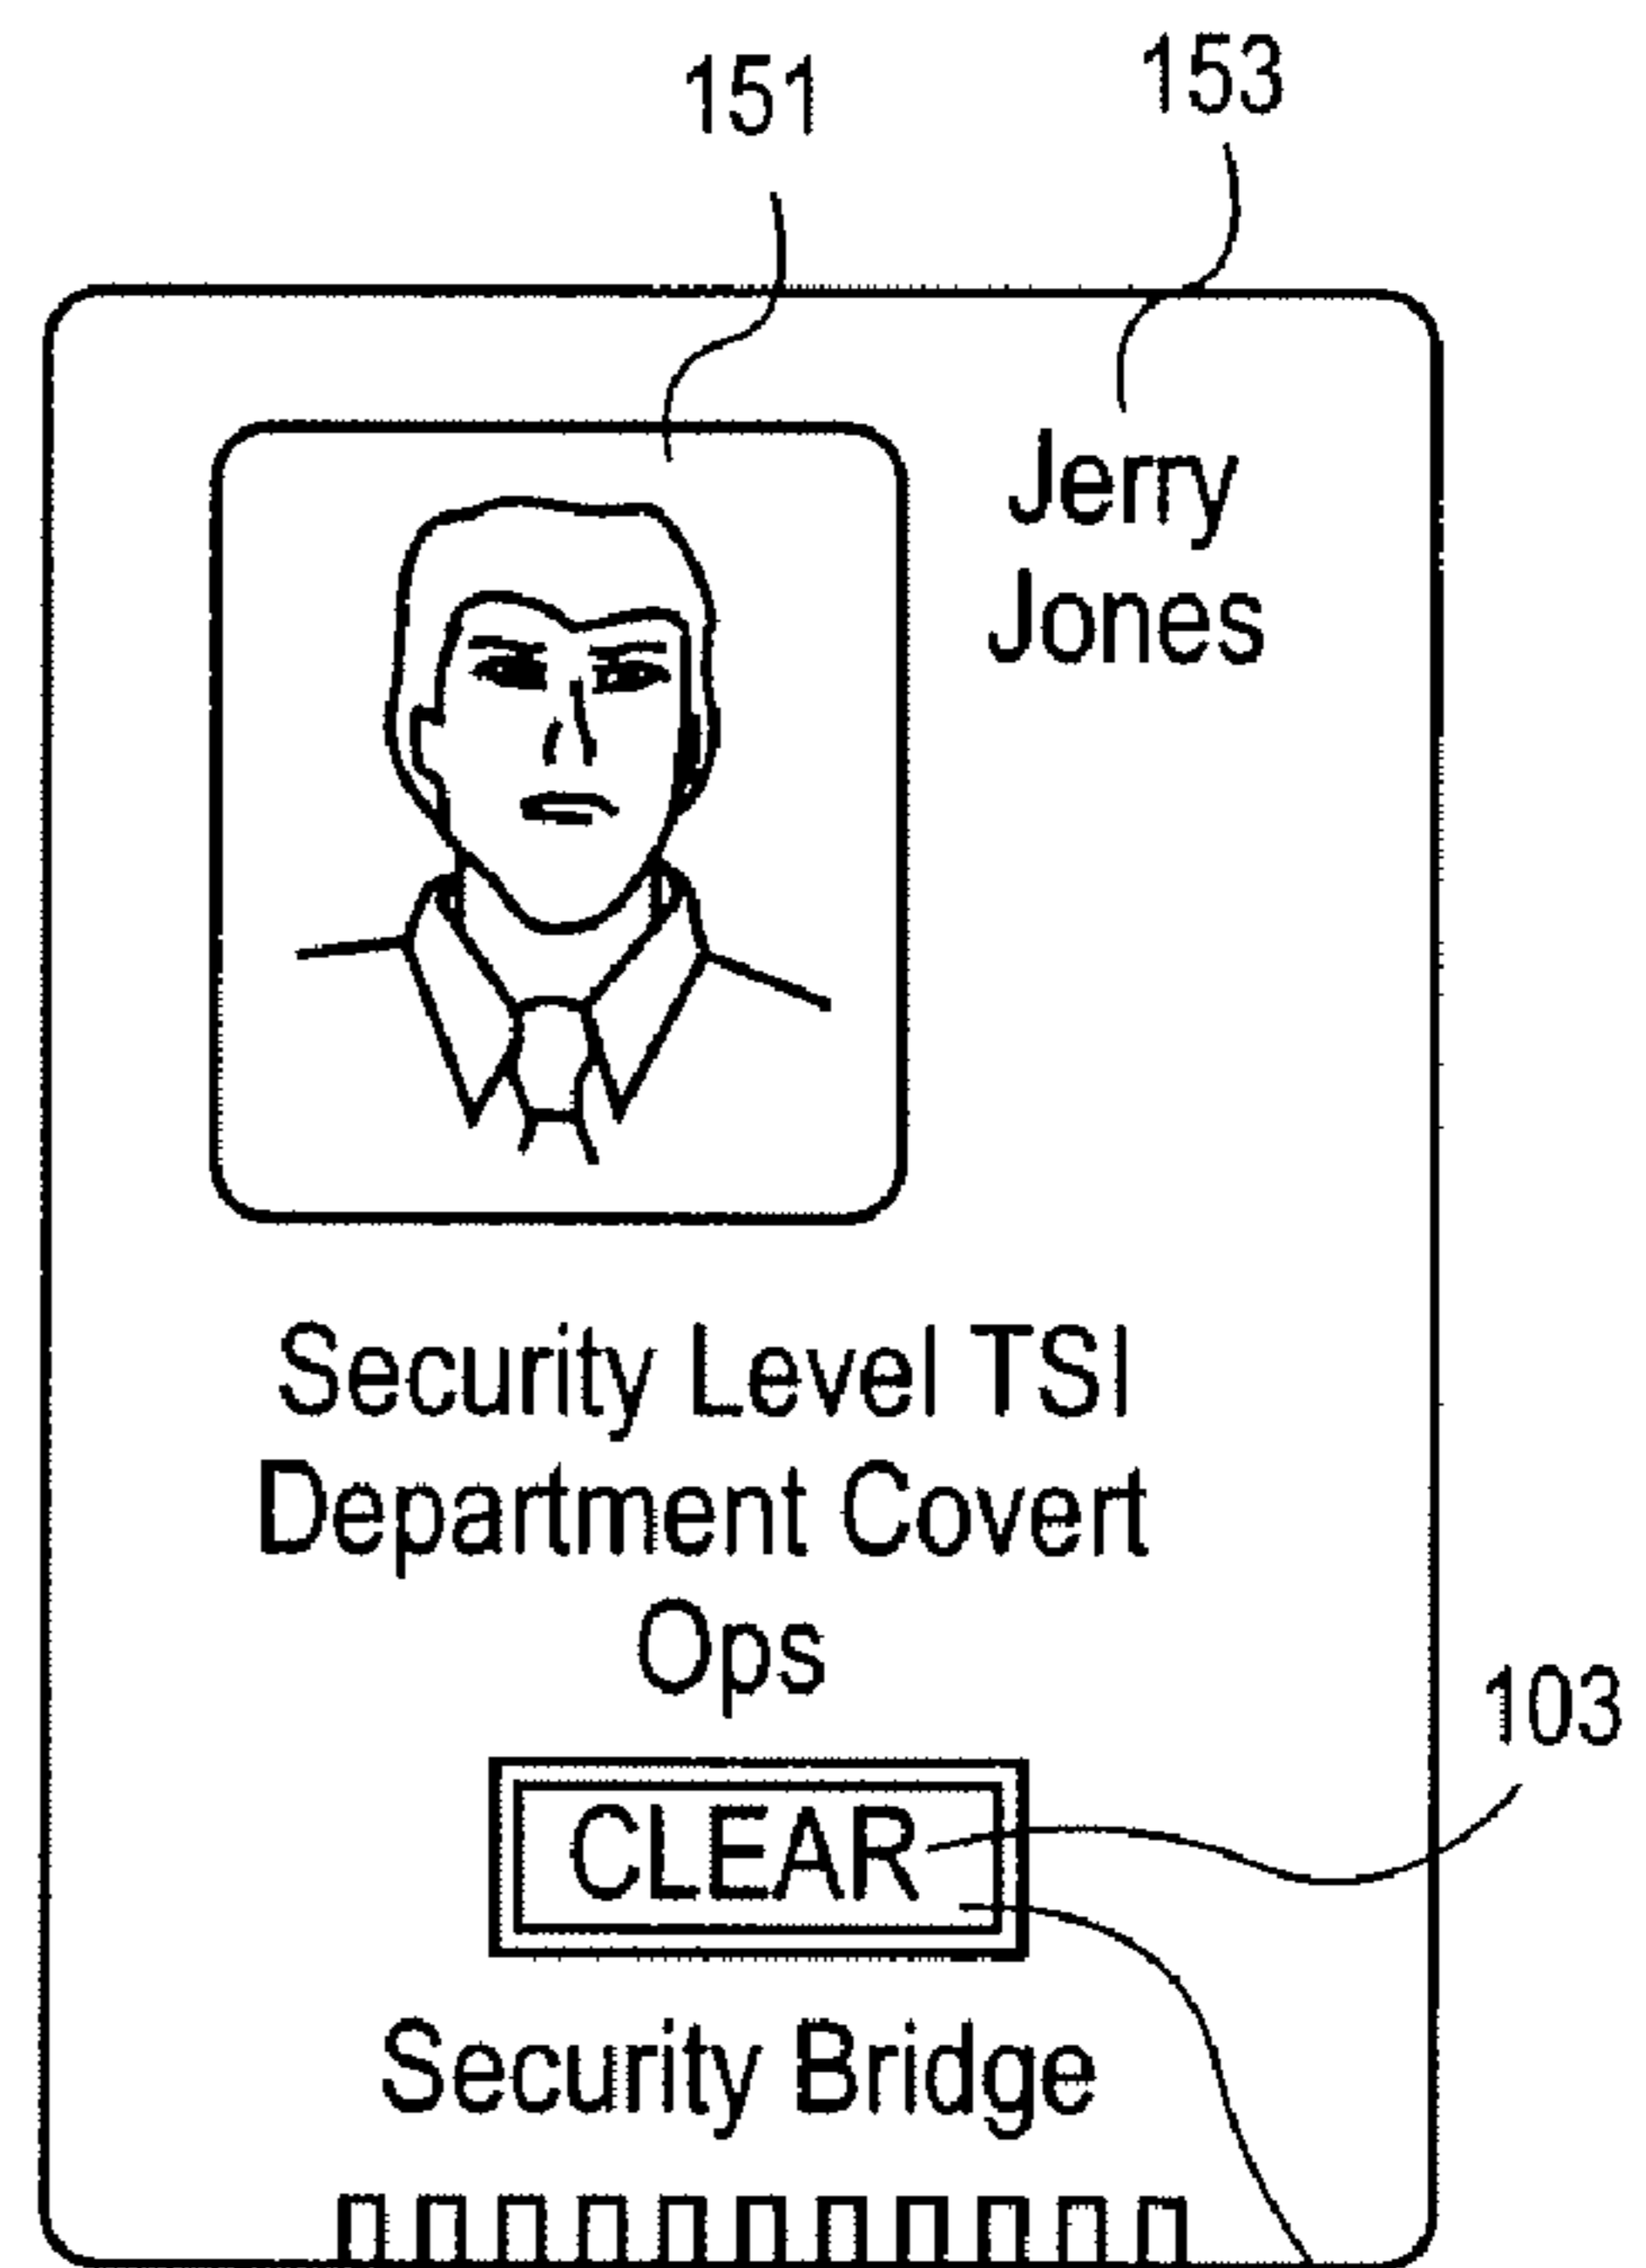 151
153
Jerry
Jones
Security Level TSI
Department Covert
Ops
103
CLEAR
Security Bridge